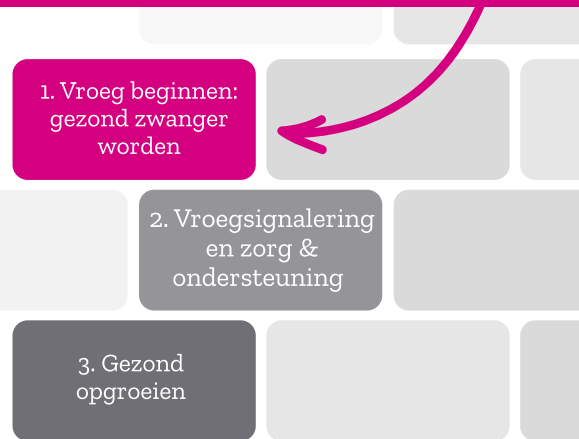 1. Vroeg beginnen:
gezond zwanger
worden
2. Vroegsignalering
en zorg &
ondersteuning
3. Gezond
opgroeien